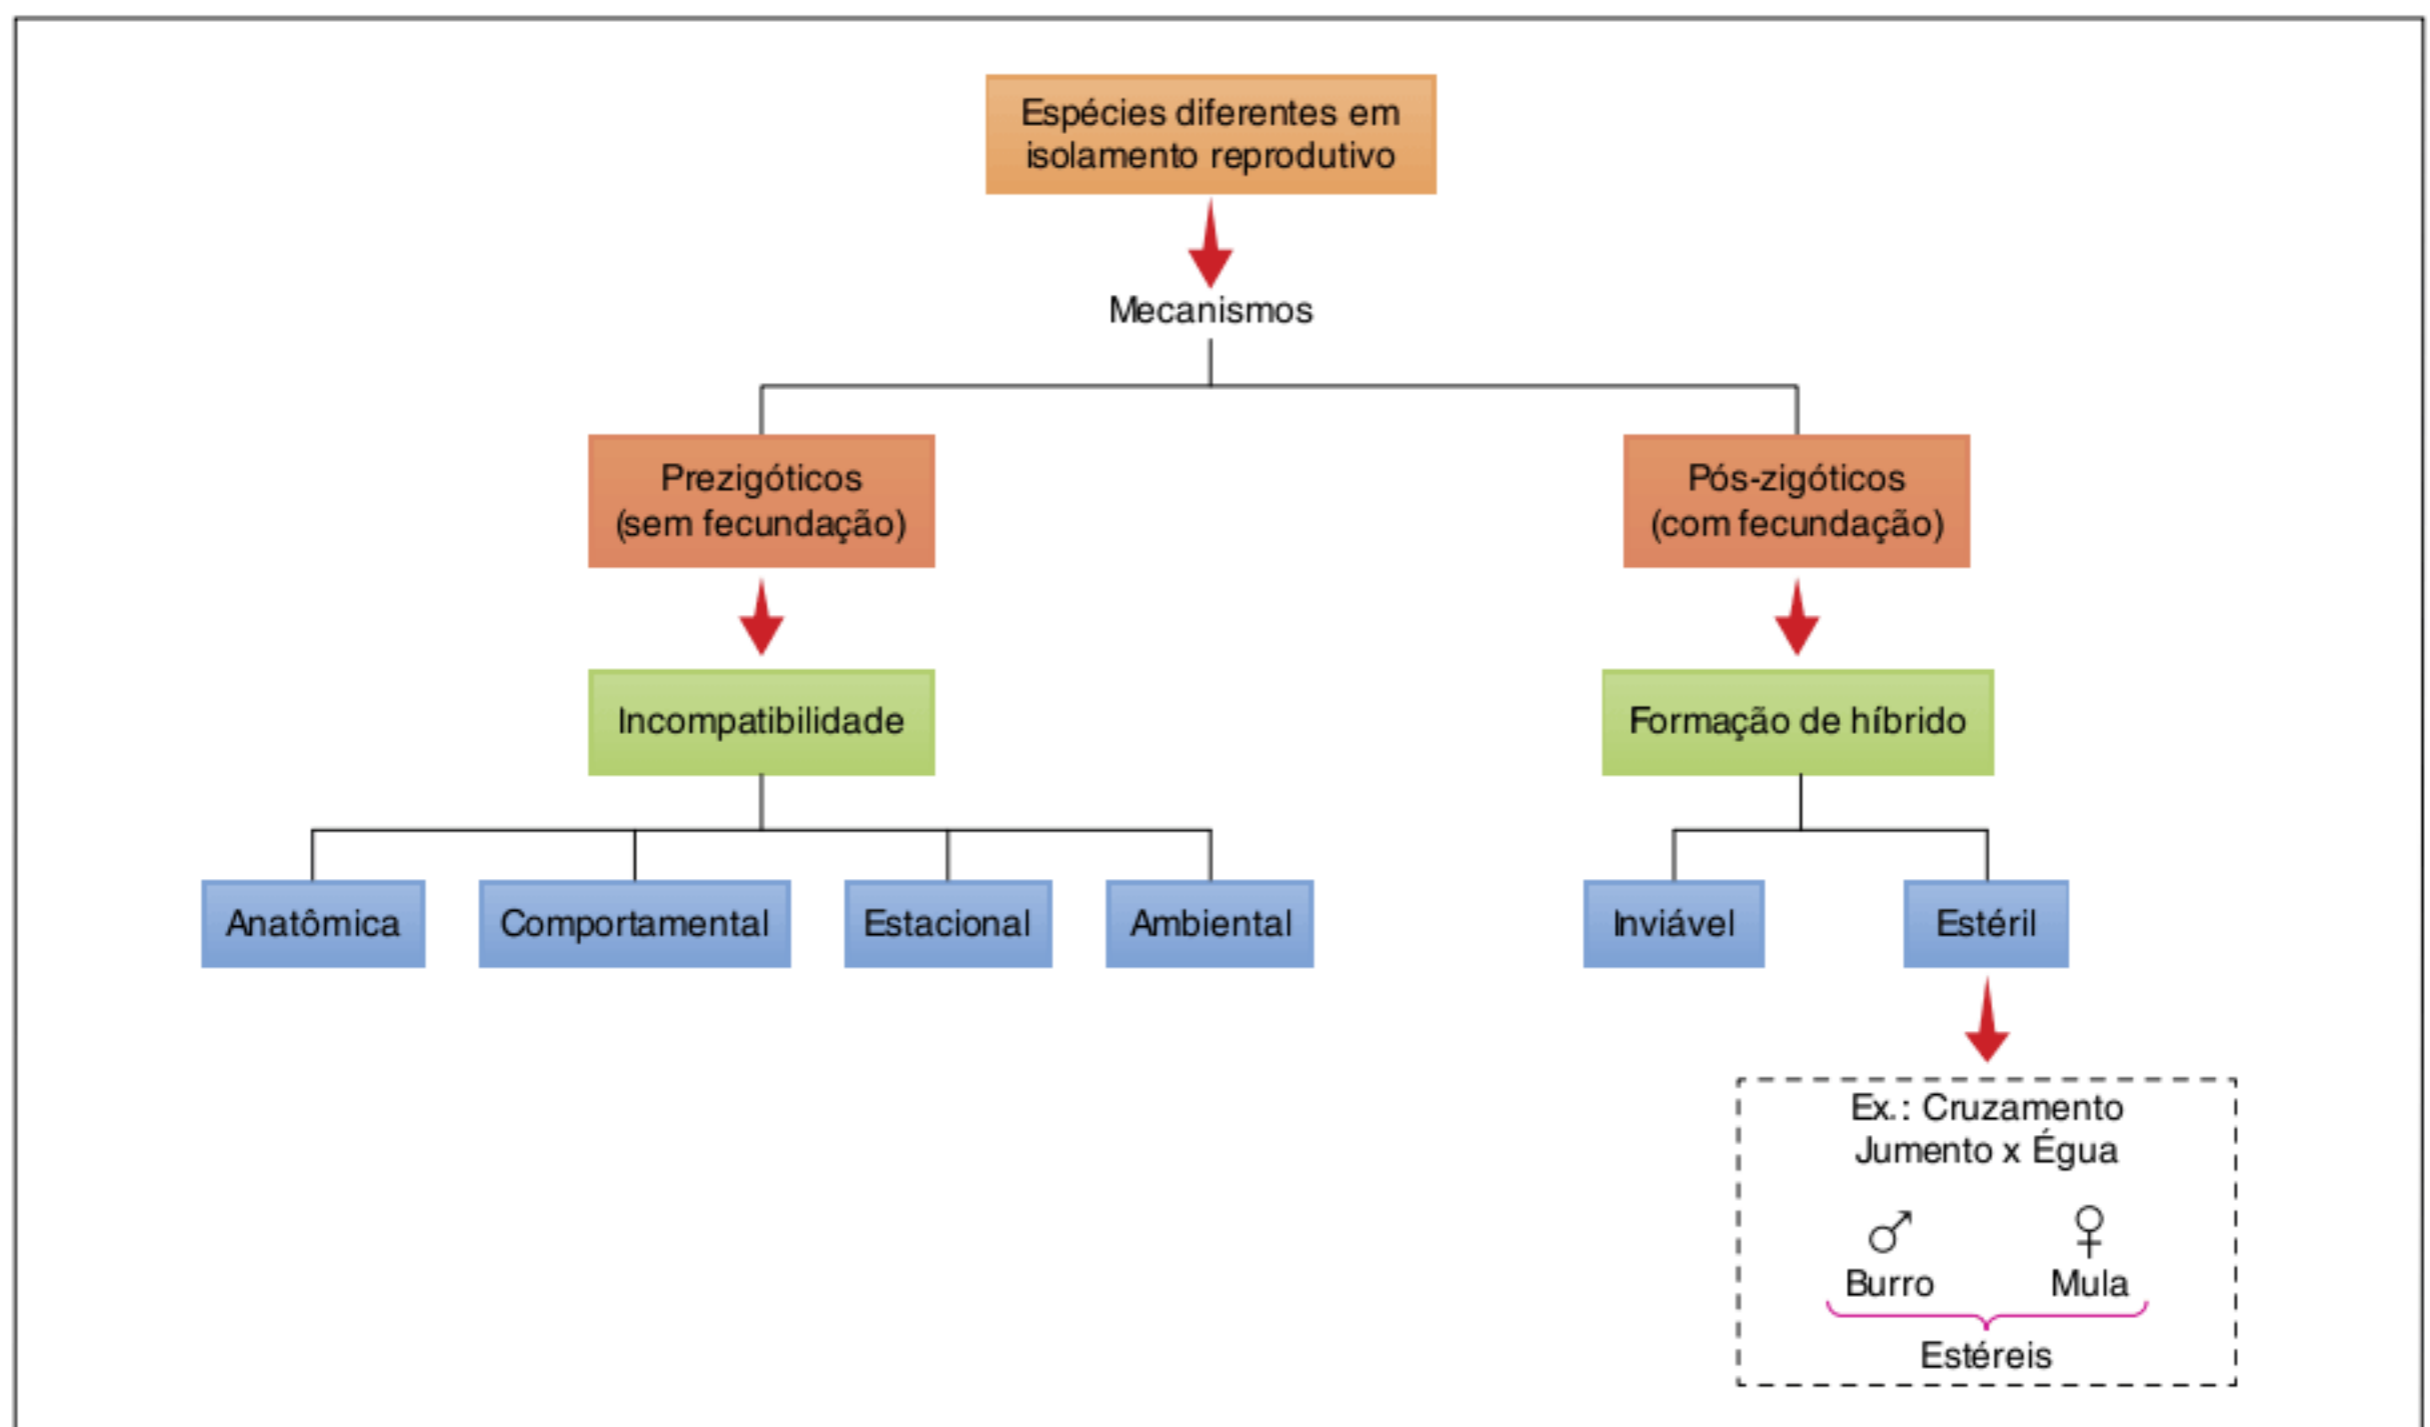 Espécies diferentes em
isolamento reprodutivo
Mecanismos
Prezigóticos
(sem fecundação)
Pós-zigóticos
(com fecundação)
Incompatibilidade
Formação de híbrido
Anatômica
Comportamental
Estacional
Ambiental
Inviável
Estéril
Ex.: Cruzamento
Jumento x Égua
♂ ♀
Burro Mula
Estéreis